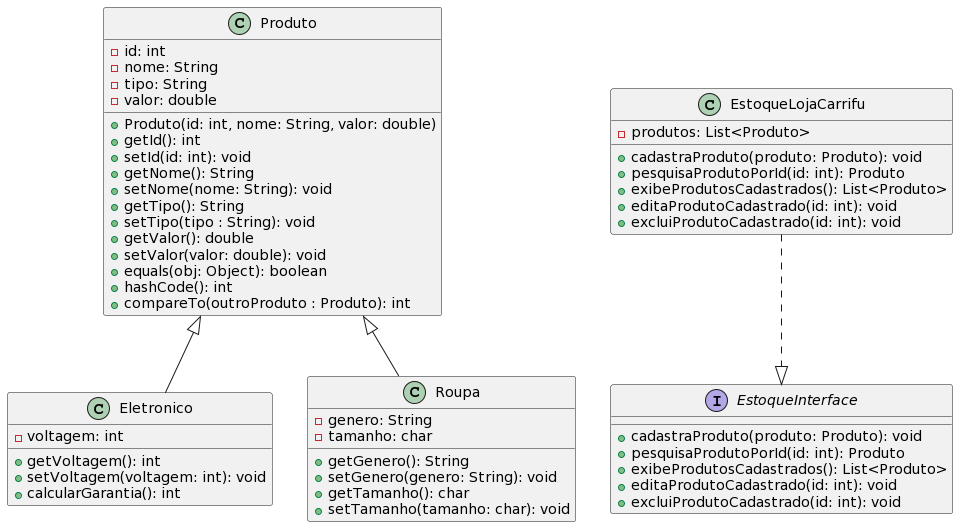 C Produto
id: int
nome: String
tipo: String
valor: double
Produto(id: int, nome: String, valor: double)
getId(): int
setId(id: int): void
getNome(): String
setNome(nome: String): void
getTipo(): String
setTipo(tipo : String): void
getValor(): double
setValor(valor: double): void
equals(obj: Object): boolean
hashCode(): int
compareTo(outroProduto : Produto): int
C EstoqueLojaCarrifu
produtos: List<Produto>
cadastraProduto(produto: Produto): void
pesquisaProdutoPorId(id: int): Produto
exibeProdutosCadastrados(): List<Produto>
editaProdutoCadastrado(id: int): void
excluiProdutoCadastrado(id: int): void
C Eletronico
voltagem: int
getVoltagem(): int
setVoltagem(voltagem: int): void
calcularGarantia(): int
C Roupa
genero: String
tamanho: char
getGenero(): String
setGenero(genero: String): void
getTamanho(): char
setTamanho(tamanho: char): void
I EstoqueInterface
cadastraProduto(produto: Produto): void
pesquisaProdutoPorId(id: int): Produto
exibeProdutosCadastrados(): List<Produto>
editaProdutoCadastrado(id: int): void
excluiProdutoCadastrado(id: int): void